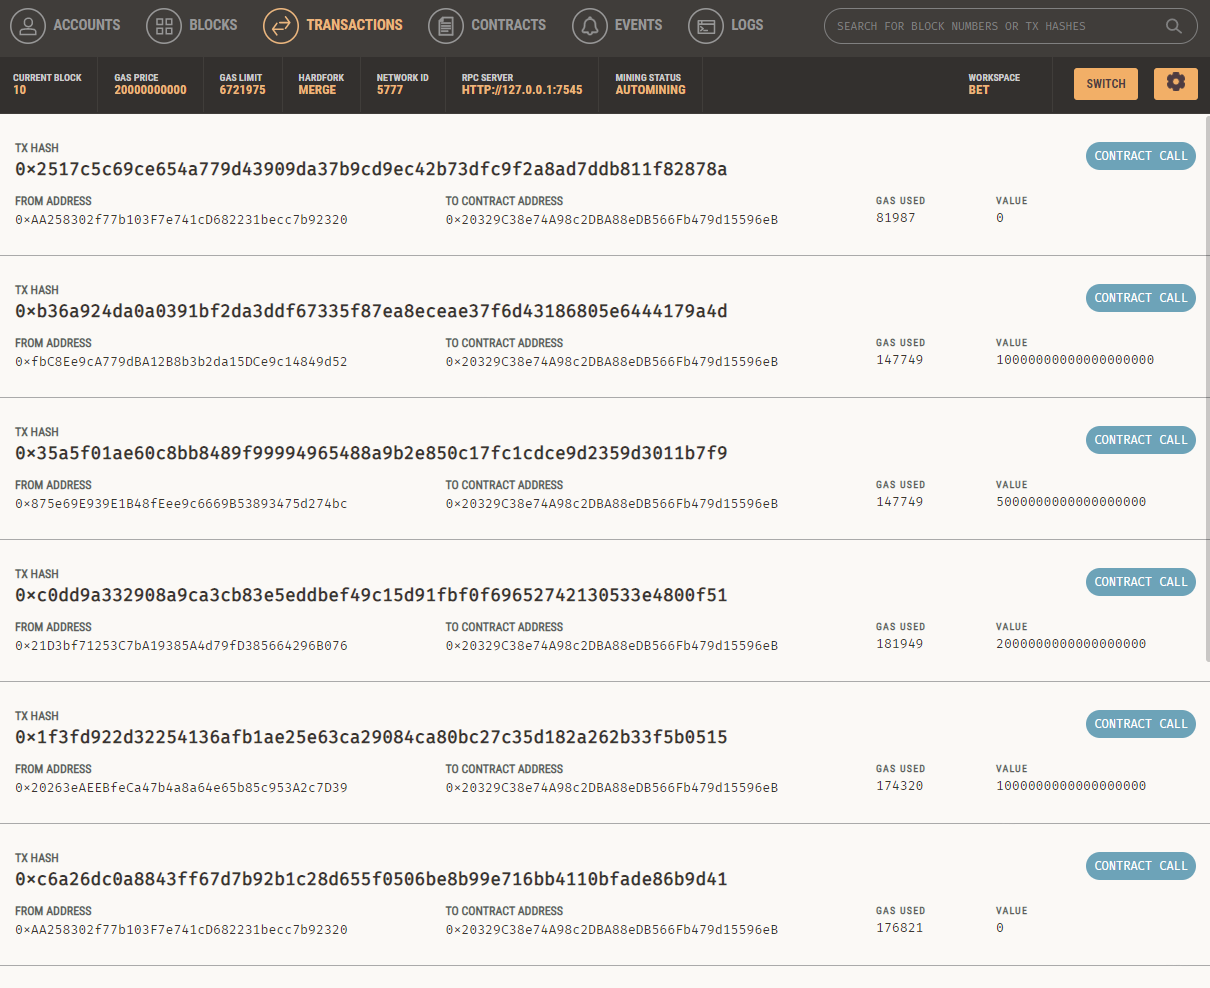 ACCOUNTS BLOCKS TRANSACTIONS CONTRACTS EVENTS LOGS SEARCH FOR BLOCK NUMBERS OR TX HASHES
CURRENT BLOCK GAS PRICE GAS LIMIT HARDFORK NETWORK ID RPC SERVER MINING STATUS WORKSPACE
10 20000000000 6721975 MERGE 5777 HTTP://127.0.0.1:7545 AUTOMINING BET SWITCH
TX HASH
0×2517c5c69ce654a779d43909da37b9cd9ec42b73dfc9f2a8ad7ddb811f82878a CONTRACT CALL
FROM ADDRESS TO CONTRACT ADDRESS GAS USED VALUE
0×AA258302f77b103F7e741cD682231becc7b92320 0×20329C38e74A98c2DBA88eDB566Fb479d15596eB 81987 0
TX HASH
0×b36a924da0a0391bf2da3ddf67335f87ea8eceae37f6d43186805e6444179a4d CONTRACT CALL
FROM ADDRESS TO CONTRACT ADDRESS GAS USED VALUE
0×fbC8Ee9cA779dBA12B8b3b2da15DCe9c14849d52 0×20329C38e74A98c2DBA88eDB566Fb479d15596eB 147749 10000000000000000000
TX HASH
0×35a5f01ae60c8bb8489f99994965488a9b2e850c17fc1cdce9d2359d3011b7f9 CONTRACT CALL
FROM ADDRESS TO CONTRACT ADDRESS GAS USED VALUE
0×875e69E939E1B48fEee9c6669B53893475d274bc 0×20329C38e74A98c2DBA88eDB566Fb479d15596eB 147749 5000000000000000000
TX HASH
0×c0dd9a332908a9ca3cb83e5eddbef49c15d91fbf0f69652742130533e4800f51 CONTRACT CALL
FROM ADDRESS TO CONTRACT ADDRESS GAS USED VALUE
0×21D3bf71253C7bA19385A4d79fD385664296B076 0×20329C38e74A98c2DBA88eDB566Fb479d15596eB 181949 2000000000000000000
TX HASH
0×1f3fd922d32254136afb1ae25e63ca29084ca80bc27c35d182a262b33f5b0515 CONTRACT CALL
FROM ADDRESS TO CONTRACT ADDRESS GAS USED VALUE
0×20263eAEEBfeCa47b4a8a64e65b85c953A2c7D39 0×20329C38e74A98c2DBA88eDB566Fb479d15596eB 174320 1000000000000000000
TX HASH
0×c6a26dc0a8843ff67d7b92b1c28d655f0506be8b99e716bb4110bfade86b9d41 CONTRACT CALL
FROM ADDRESS TO CONTRACT ADDRESS GAS USED VALUE
0×AA258302f77b103F7e741cD682231becc7b92320 0×20329C38e74A98c2DBA88eDB566Fb479d15596eB 176821 0